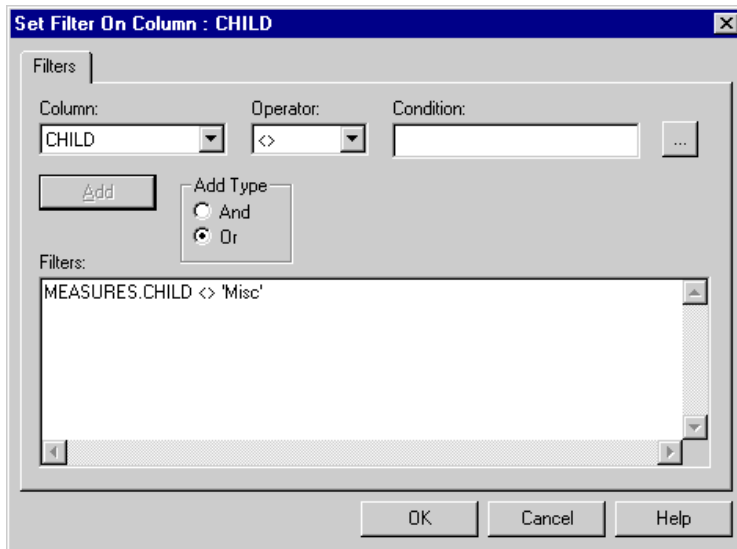 Set Filter On Column : CHILD
Filters
Column: Operator: Condition:
CHILD <> ...
Add
Add Type
And
Or
Filters:
MEASURES.CHILD <> 'Misc'
OK Cancel Help